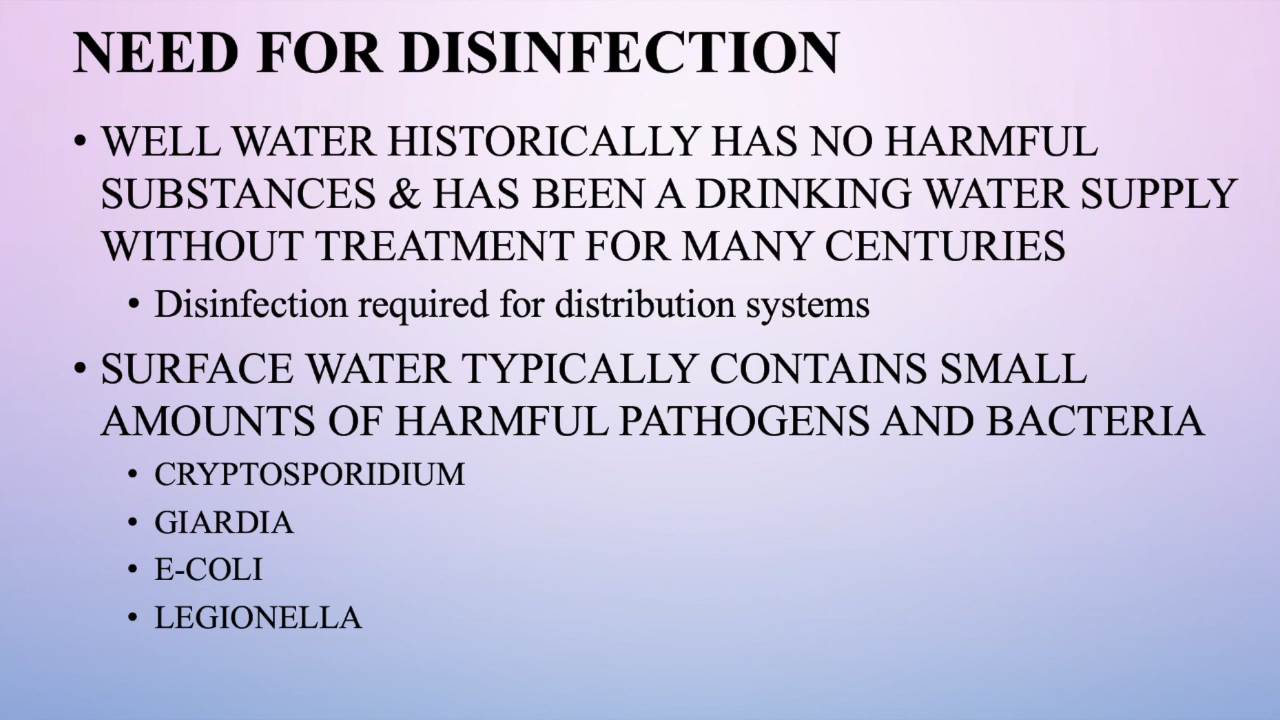 NEED FOR DISINFECTION
• WELL WATER HISTORICALLY HAS NO HARMFUL
SUBSTANCES & HAS BEEN A DRINKING WATER SUPPLY
WITHOUT TREATMENT FOR MANY CENTURIES
• Disinfection required for distribution systems
• SURFACE WATER TYPICALLY CONTAINS SMALL
AMOUNTS OF HARMFUL PATHOGENS AND BACTERIA
• CRYPTOSPORIDIUM
• GIARDIA
• E-COLI
• LEGIONELLA